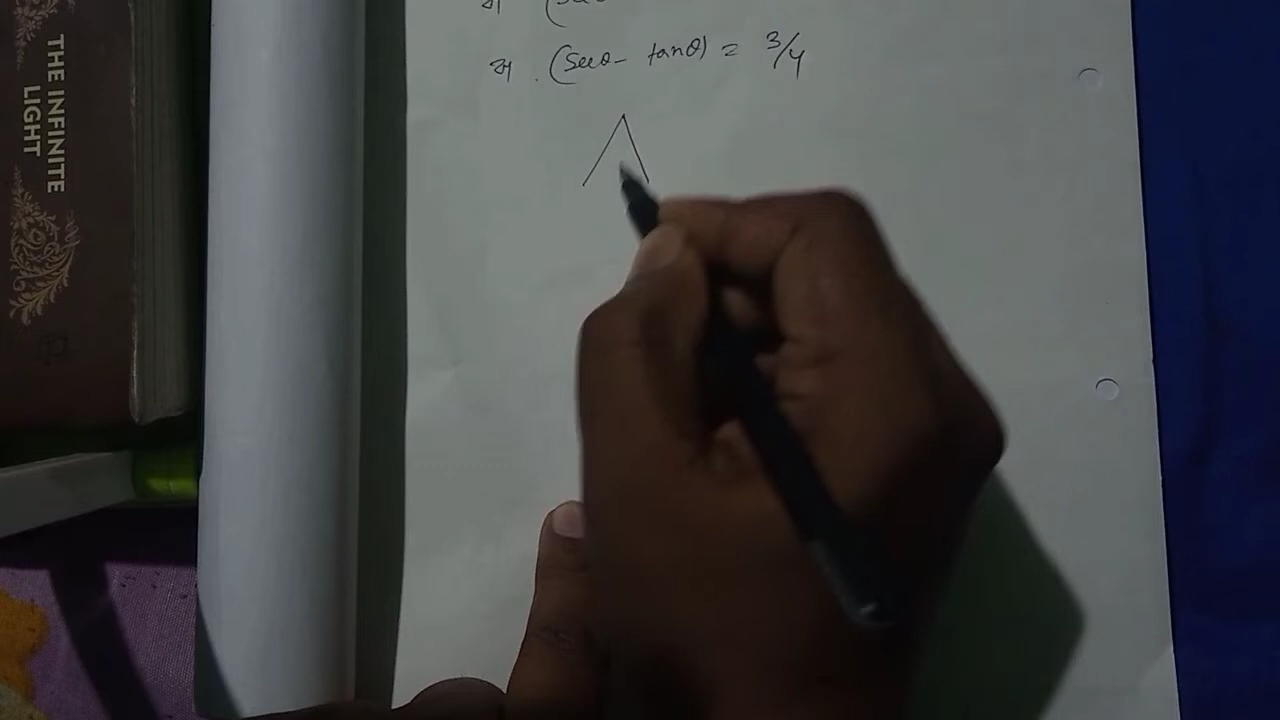 THE INFINITE
LIGHT
या (Secθ- tanθ) = 3/4